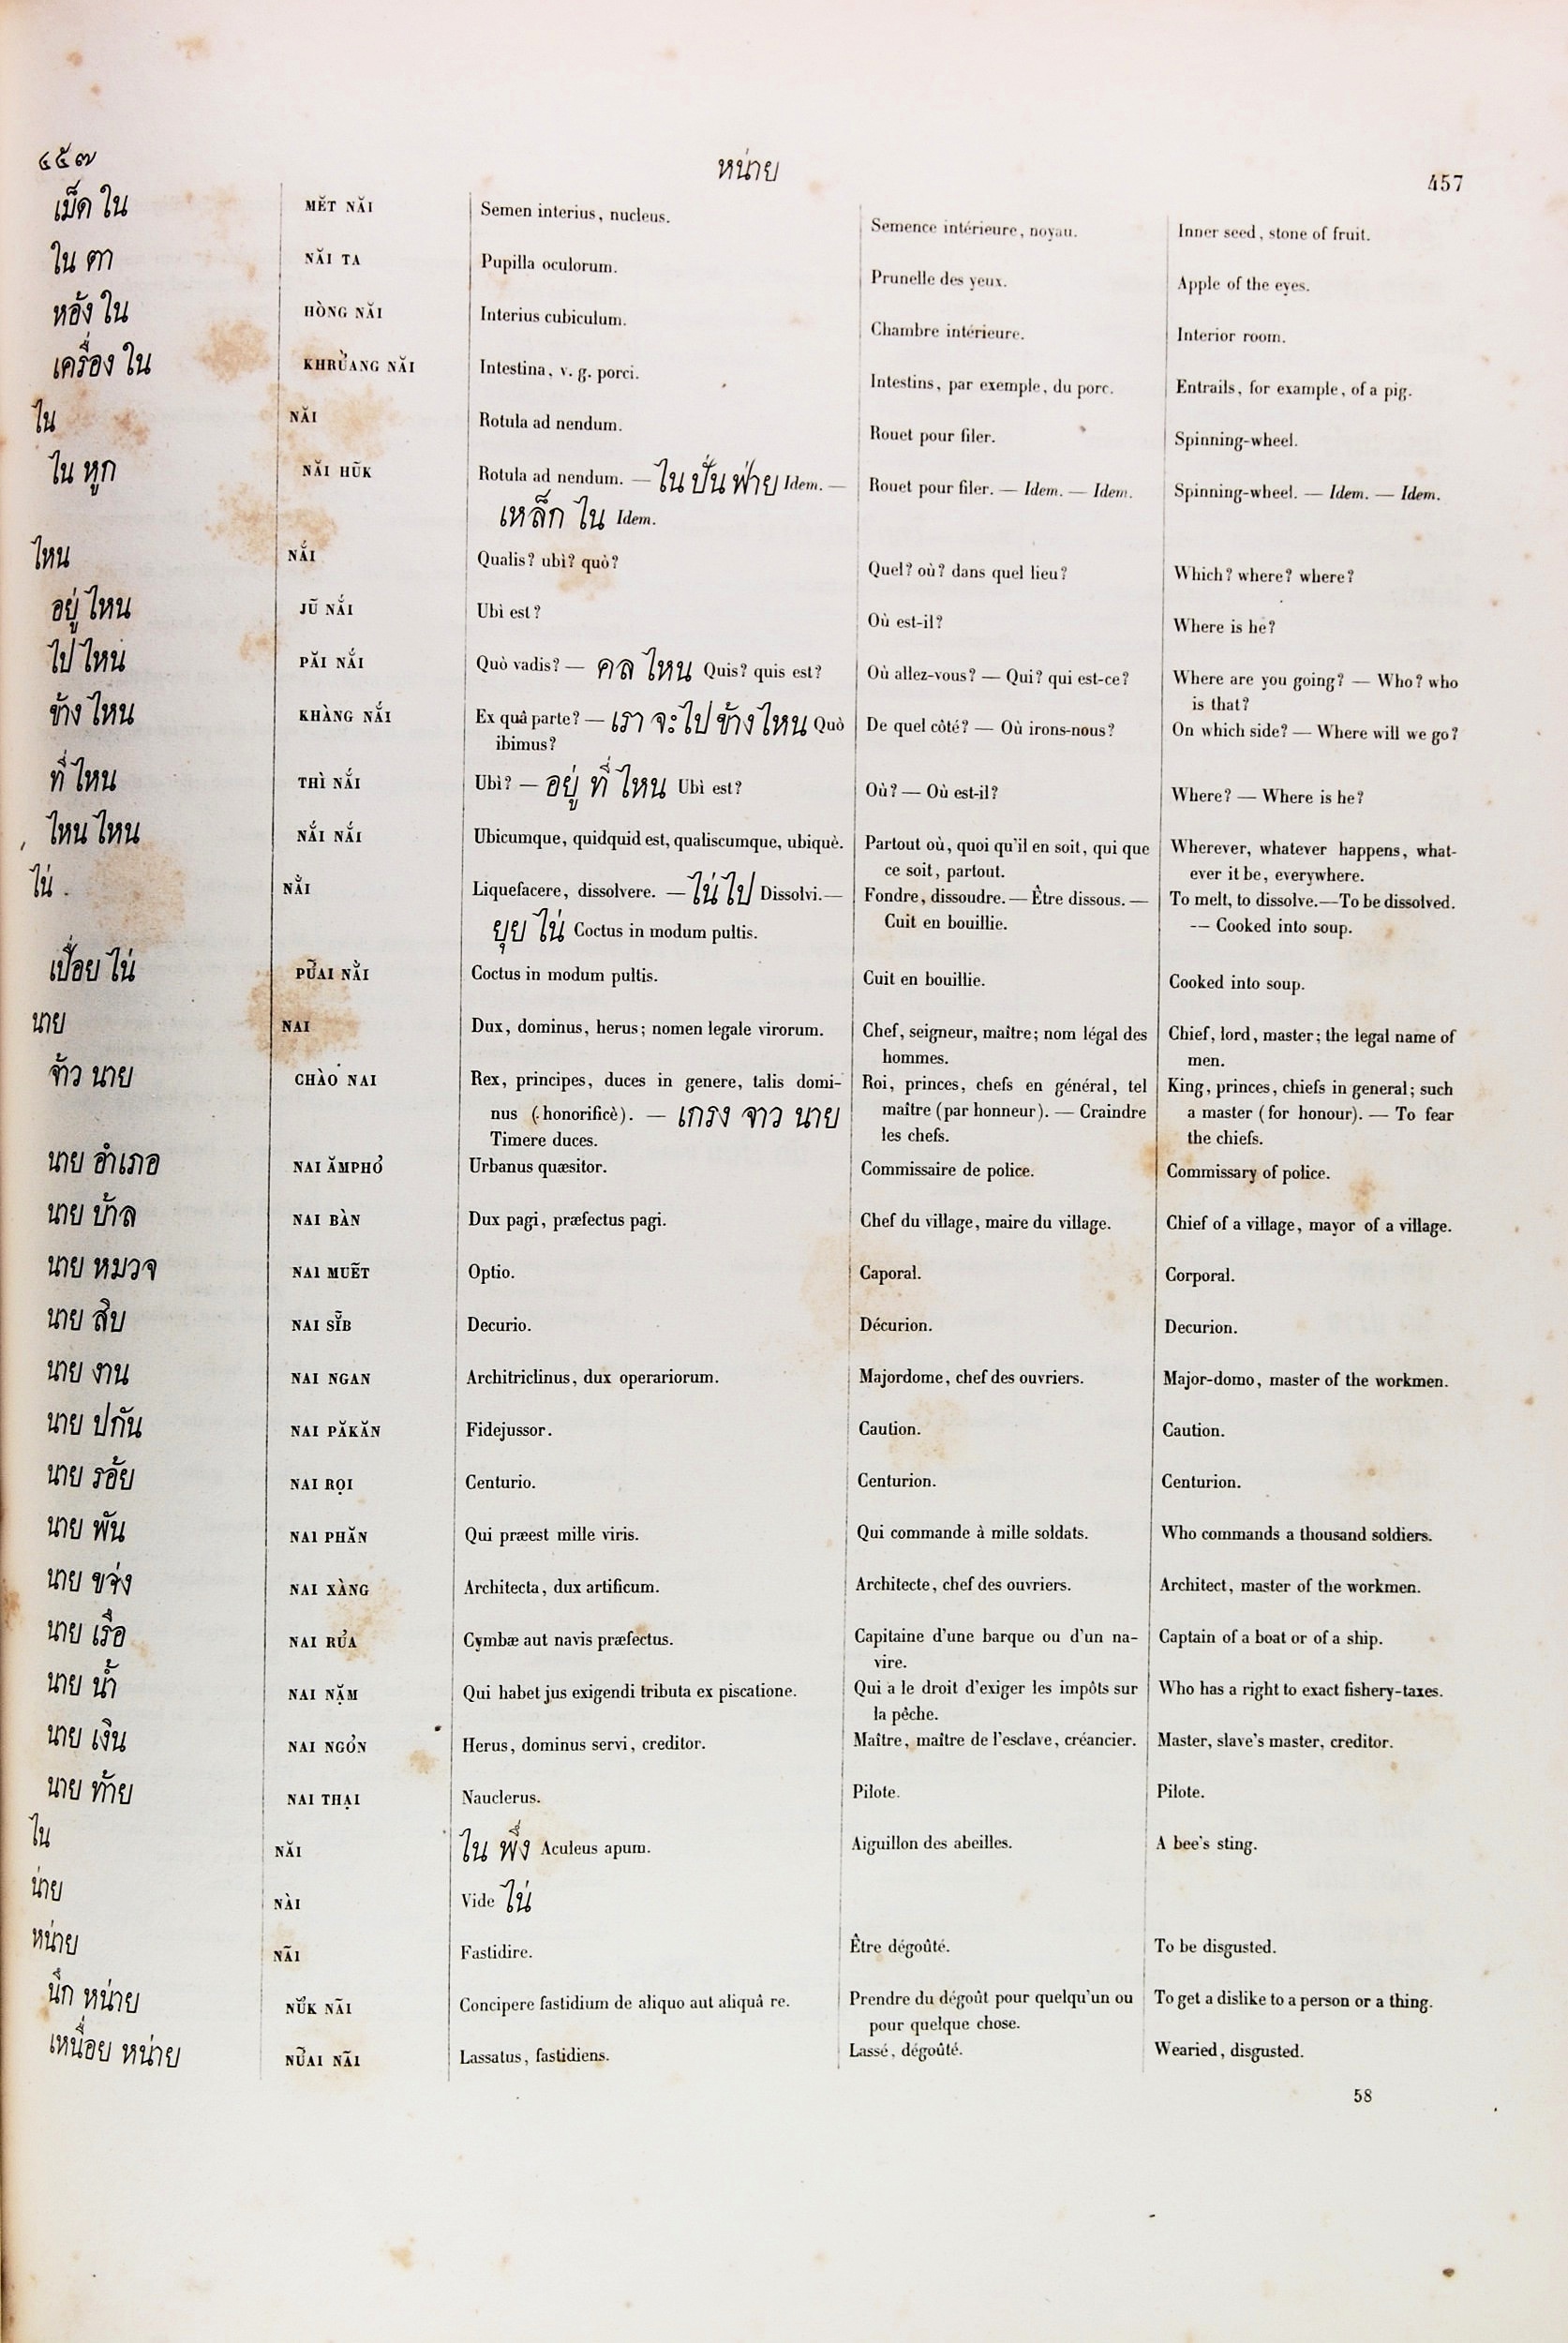 ๔๕๗ หน่าย 457
เม็ด ใน MĔT NĂI Semen interius, nucleus. Semence intérieure, noyau. Inner seed, stone of fruit.
ใน ตา NĂI TA Pupilla oculorum. Prunelle des yeux. Apple of the eyes.
หอ้ง ใน HÒNG NĂI Interius cubiculum. Chambre intérieure. Interior room.
เครื่อง ใน KHRU᷁ANG NĂI Intestina, v. g. porci. Intestins, par exemple, du porc. Entrails, for example, of a pig.
ไน NĂI Rotula ad nendum. Rouet pour filer. Spinning-wheel.
ไน หูก NĂI HŪK Rotula ad nendum. — ไน ปั่น ฟ่าย Idem. — Rouet pour filer. — Idem. — Idem. Spinning-wheel. — Idem. — Idem.
เหล็ก ไน Idem.
ไหน NẮI Qualis? ubì? quò? Quel? où? dans quel lieu? Which? where? where?
อยู่ ไหน JŪ NẮI Ubì est? Où est-il? Where is he?
ไป ไหน PĂI NẮI Quò vadis? — คล ไหน Quis? quis est? Où allez-vous? — Qui? qui est-ce? Where are you going? — Who? who
is that?
ข้าง ไหน KHÀNG NẮI Ex quâ parte? — เรา จะ ไป ข้าง ไหน Quò De quel côté? — Où irons-nous? On which side? — Where will we go?
ibimus?
ที่ ไหน THÌ NẮI Ubì? — อยู่ ที่ ไหน Ubì est? Où? — Où est-il? Where? — Where is he?
ไหน ไหน NẮI NẮI Ubicumque, quidquid est, qualiscumque, ubiquè. Partout où, quoi qu'il en soit, qui que Wherever, whatever happens, what-
ce soit, partout. ever it be, everywhere.
ไน่ NẰI Liquefacere, dissolvere. — ไน่ ไป Dissolvi. — Fondre, dissoudre. — Être dissous. — To melt, to dissolve. — To be dissolved.
ยุย ไน่ Coctus in modum pultis. Cuit en bouillie. -- Cooked into soup.
เปื่อย ไน่ PƯ̄AI NẰI Coctus in modum pultis. Cuit en bouillie. Cooked into soup.
นาย NAI Dux, dominus, herus; nomen legale virorum. Chef, seigneur, maître; nom légal des Chief, lord, master; the legal name of
hommes. men.
จ้าว นาย CHÀO NAI Rex, principes, duces in genere, talis domi- Roi, princes, chefs en général, tel King, princes, chiefs in general; such
nus (honorificè). — เกรง จาว นาย maître (par honneur). — Craindre a master (for honour). — To fear
Timere duces. les chefs. the chiefs.
นาย อำเภอ NAI ĂMPHO̓ Urbanus quæsitor. Commissaire de police. Commissary of police.
นาย บ้าล NAI BÀN Dux pagi, præfectus pagi. Chef du village, maire du village. Chief of a village, mayor of a village.
นาย หมวจ NAI MUẼT Optio. Caporal. Corporal.
นาย สิบ NAI SĬB Decurio. Décurion. Decurion.
นาย งาน NAI NGAN Architriclinus, dux operariorum. Majordome, chef des ouvriers. Major-domo, master of the workmen.
นาย ปกัน NAI PĂKĂN Fidejussor. Caution. Caution.
นาย รอ้ย NAI RỌI Centurio. Centurion. Centurion.
นาย พัน NAI PHĂN Qui præest mille viris. Qui commande à mille soldats. Who commands a thousand soldiers.
นาย NAI XÀNG Architecta, dux artificum. Architecte, chef des ouvriers. Architect, master of the workmen.
นาย เรือ NAI RU̓A Cymbæ aut navis præfectus. Capitaine d'une barque ou d'un na- Captain of a boat or of a ship.
vire.
นาย น้ำ NAI NẶM Qui habet jus exigendi tributa ex piscatione. Qui a le droit d'exiger les impôts sur Who has a right to exact fishery-taxes.
la pêche.
นาย เงิน NAI NGO̓N Herus, dominus servi, creditor. Maître, maître de l'esclave, créancier. Master, slave's master, creditor.
นาย ท้าย NAI THẠI Nauclerus. Pilote. Pilote.
ไน NĂI ไน พึ่ง Aculeus apum. Aiguillon des abeilles. A bee's sting.
น่าย NÀI Vide ไน่
หน่าย NÃI Fastidire. Être dégoûté. To be disgusted.
นึก หน่าย NŬ̓K NÃI Concipere fastidium de aliquo aut aliquâ re. Prendre du dégoût pour quelqu'un ou To get a dislike to a person or a thing.
pour quelque chose.
เหนื่อย หน่าย NƯ̄AI NÃI Lassatus, fastidiens. Lassé, dégoûté. Wearied, disgusted.
58